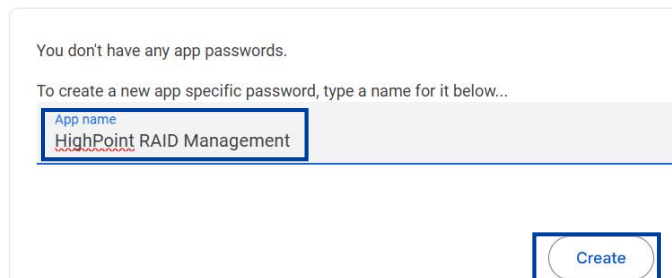 You don't have any app passwords.
To create a new app specific password, type a name for it below...
App name
HighPoint RAID Management
Create